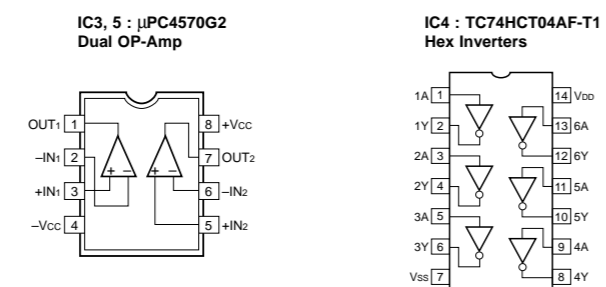 IC3, 5 : µPC4570G2
Dual OP-Amp
OUT1 1
–IN1 2
+IN1 3
–VCC 4
8 +VCC
7 OUT2
6 –IN2
5 +IN2
+ –
+ –
IC4 : TC74HCT04AF-T1
Hex Inverters
1A 1
1Y 2
2A 3
2Y 4
3A 5
3Y 6
VSS 7
14 VDD
13 6A
12 6Y
11 5A
10 5Y
9 4A
8 4Y